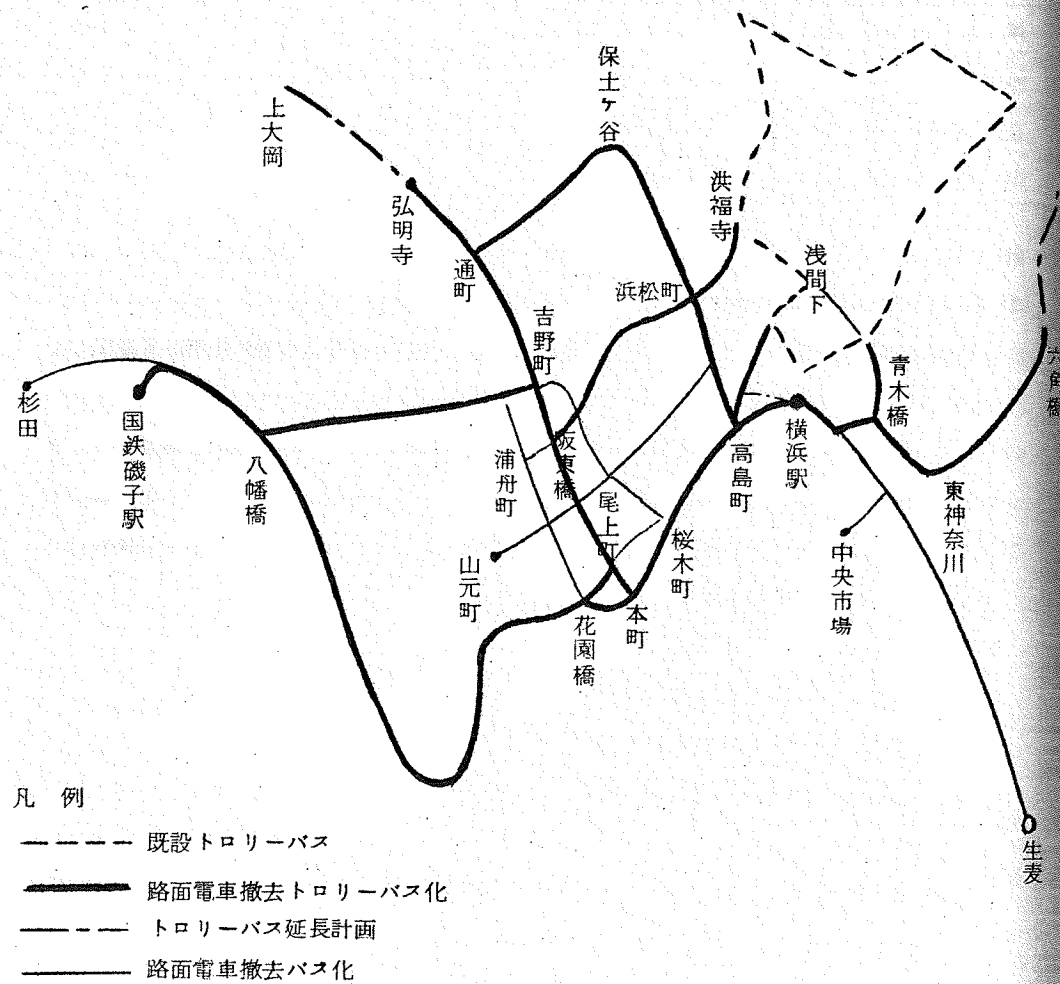 上大岡
弘明寺
通町
保土ヶ谷
洪福寺
浜松町
浅間下
吉野町
青木橋
杉田
国鉄磯子駅
八幡橋
浦舟町
阪東橋
尾上町
山元町
花園橋
本町
桜木町
高島町
横浜駅
中央市場
東神奈川
六角橋
生麦
凡 例
既設トロリーバス
路面電車撤去トロリーバス化
トロリーバス延長計画
路面電車撤去バス化